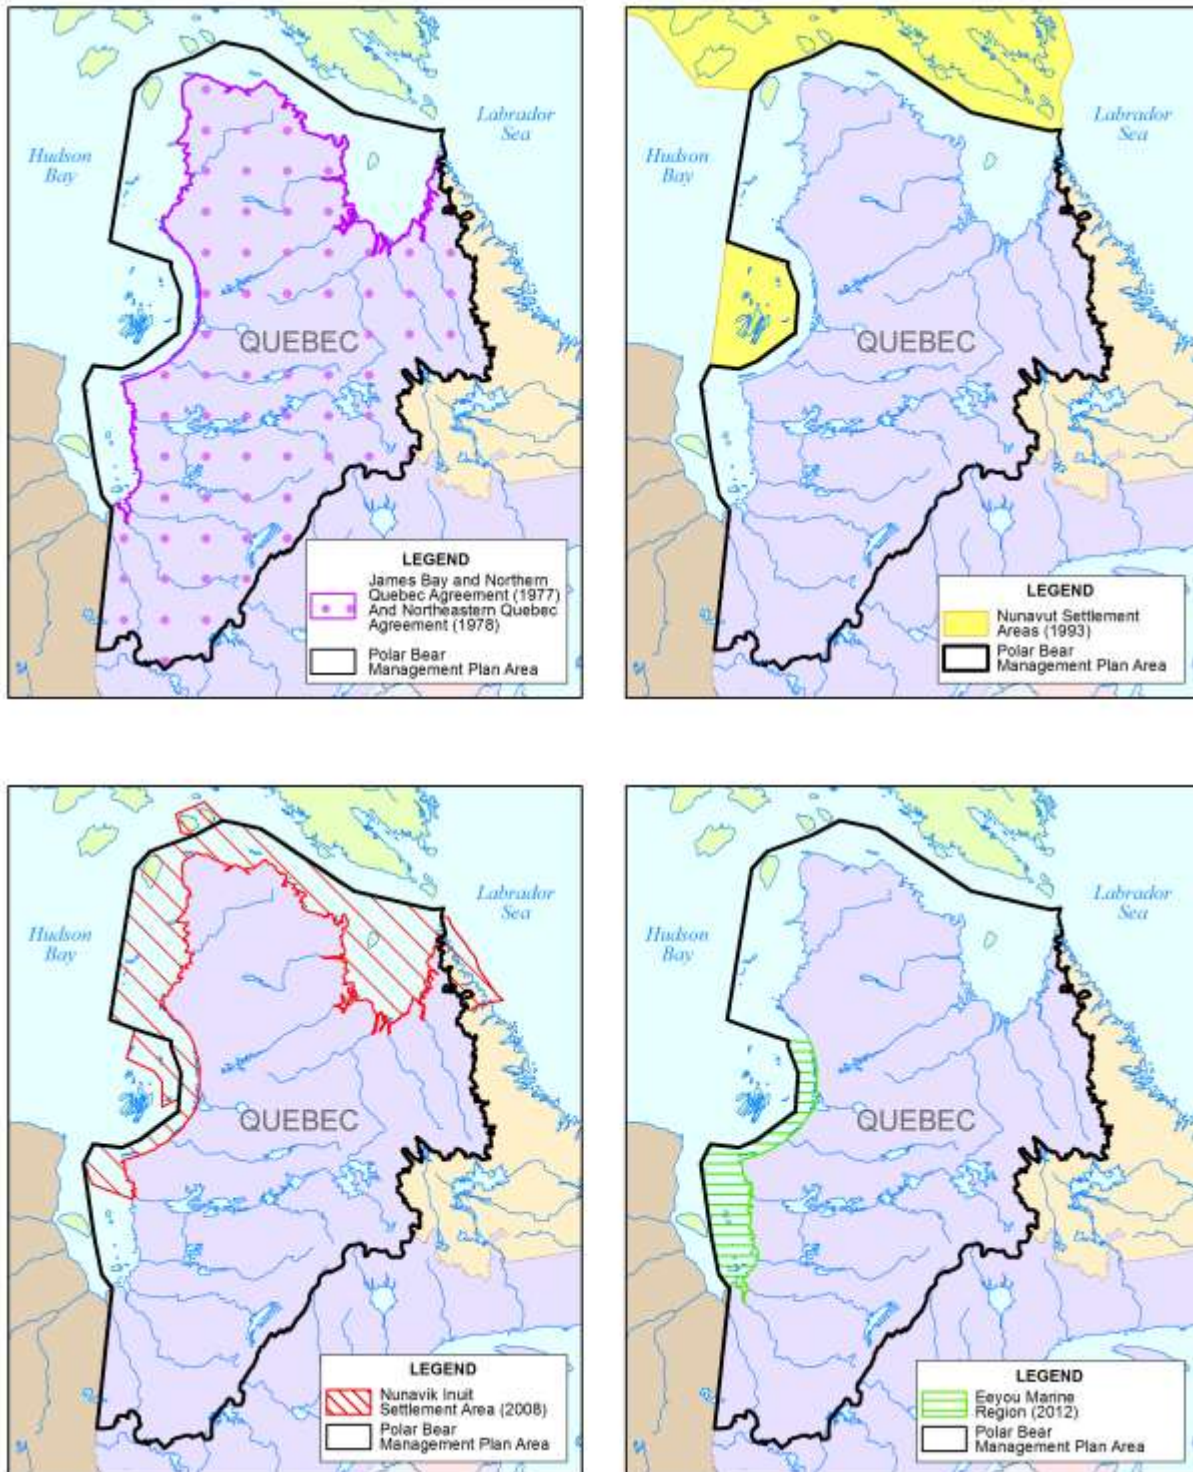 Hudson
Bay
Labrador
Sea
QUEBEC
LEGEND
James Bay and Northern
Quebec Agreement (1977)
And Northeastern Quebec
Agreement (1978)
Polar Bear
Management Plan Area
Hudson
Bay
Labrador
Sea
QUEBEC
LEGEND
Nunavut Settlement
Areas (1993)
Polar Bear
Management Plan Area
Hudson
Bay
Labrador
Sea
QUEBEC
LEGEND
Nunavik Inuit
Settlement Area (2008)
Polar Bear
Management Plan Area
Hudson
Bay
Labrador
Sea
QUEBEC
LEGEND
Eeyou Marine
Region (2012)
Polar Bear
Management Plan Area